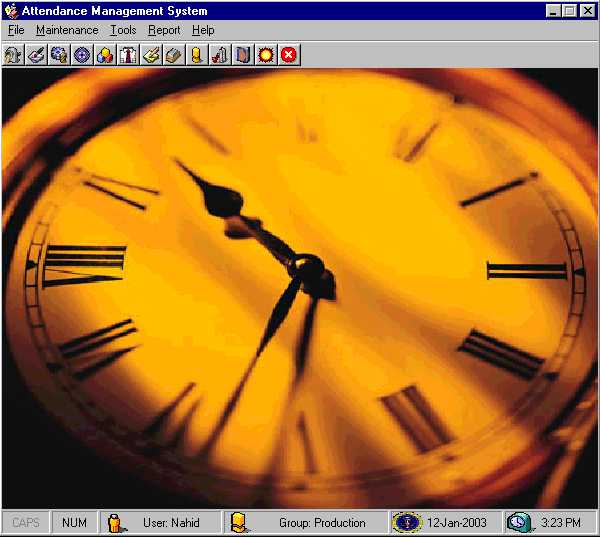 Attendance Management System
File Maintenance Tools Report Help
CAPS NUM User: Nahid Group: Production 12-Jan-2003 3:23 PM